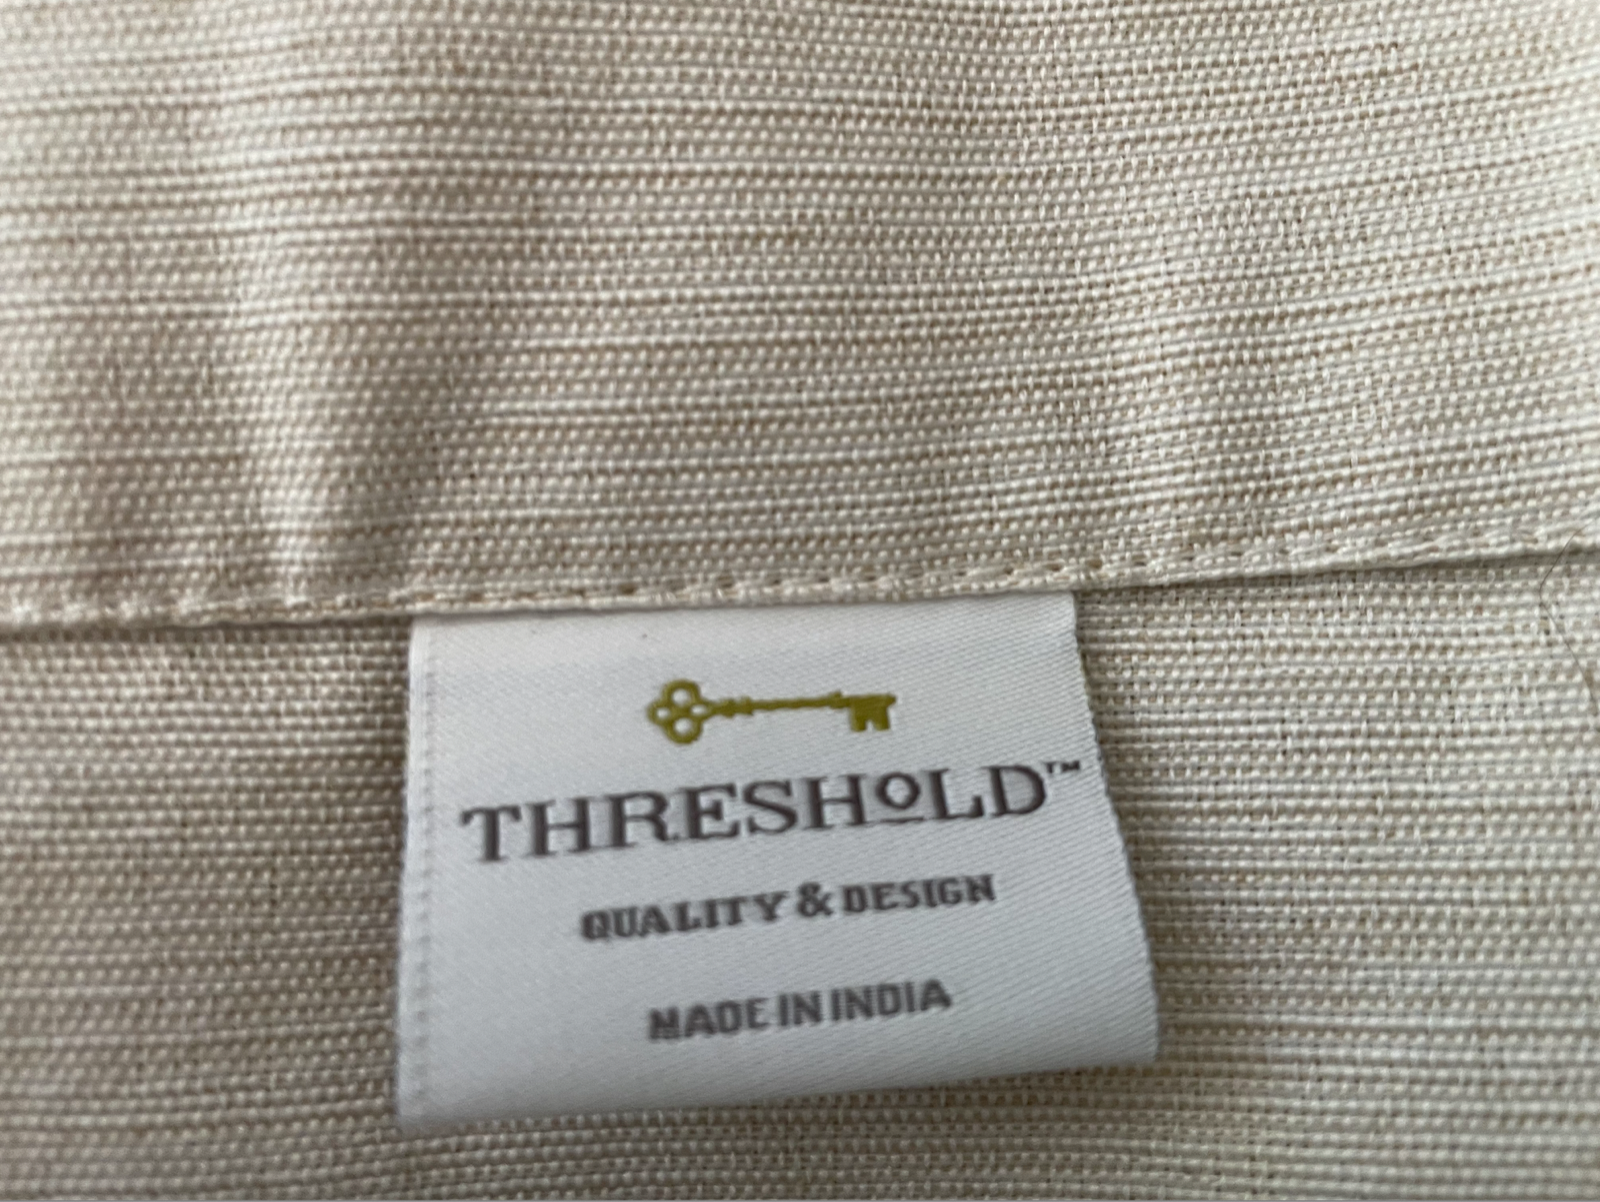 THRESHOLD™
QUALITY & DESIGN
MADE IN INDIA